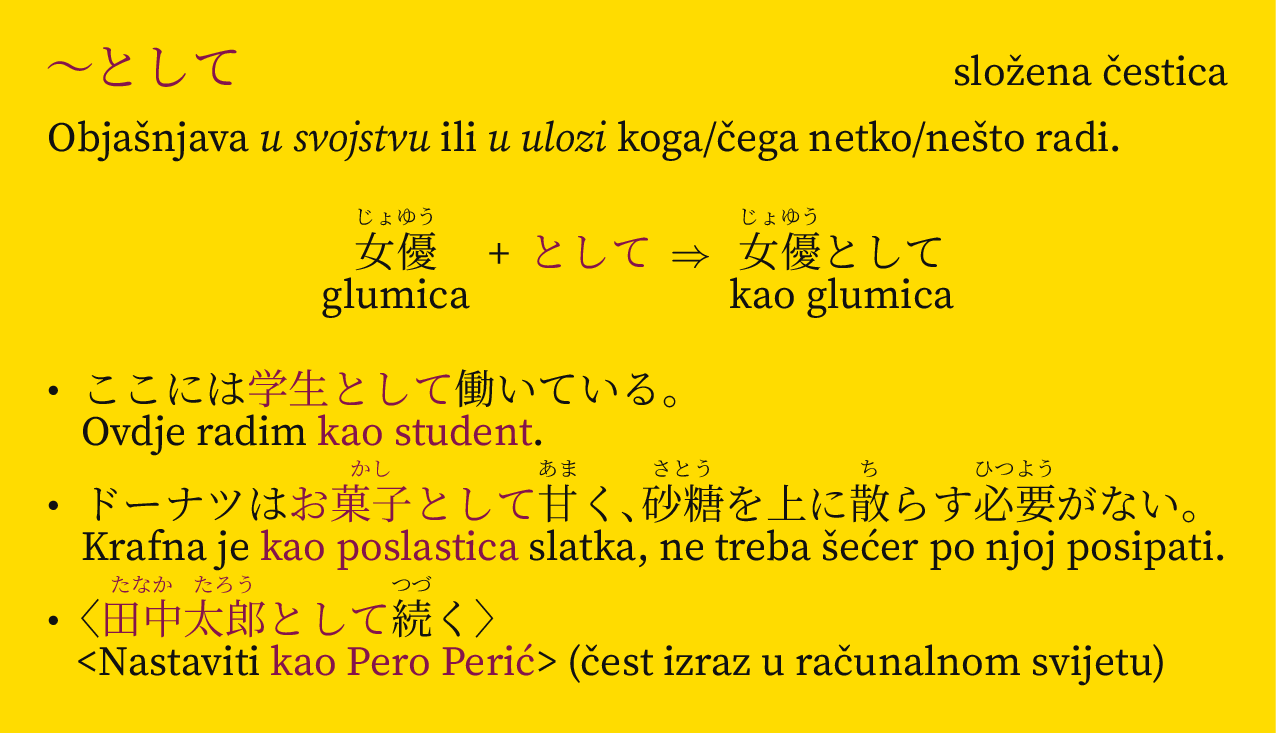 〜として
složena čestica
Objašnjava u svojstvu ili u ulozi koga/čega netko/nešto radi.
じょゆう じょゆう
女優 + として ⇒ 女優として
glumica kao glumica
• ここには学生として働いている。
Ovdje radim kao student.
かし あま さとう ち ひつよう
• ドーナツはお菓子として甘く、砂糖を上に散らす必要がない。
Krafna je kao poslastica slatka, ne treba šećer po njoj posipati.
たなか たろう つづ
• 〈田中太郎として続く〉
<Nastaviti kao Pero Perić> (čest izraz u računalnom svijetu)